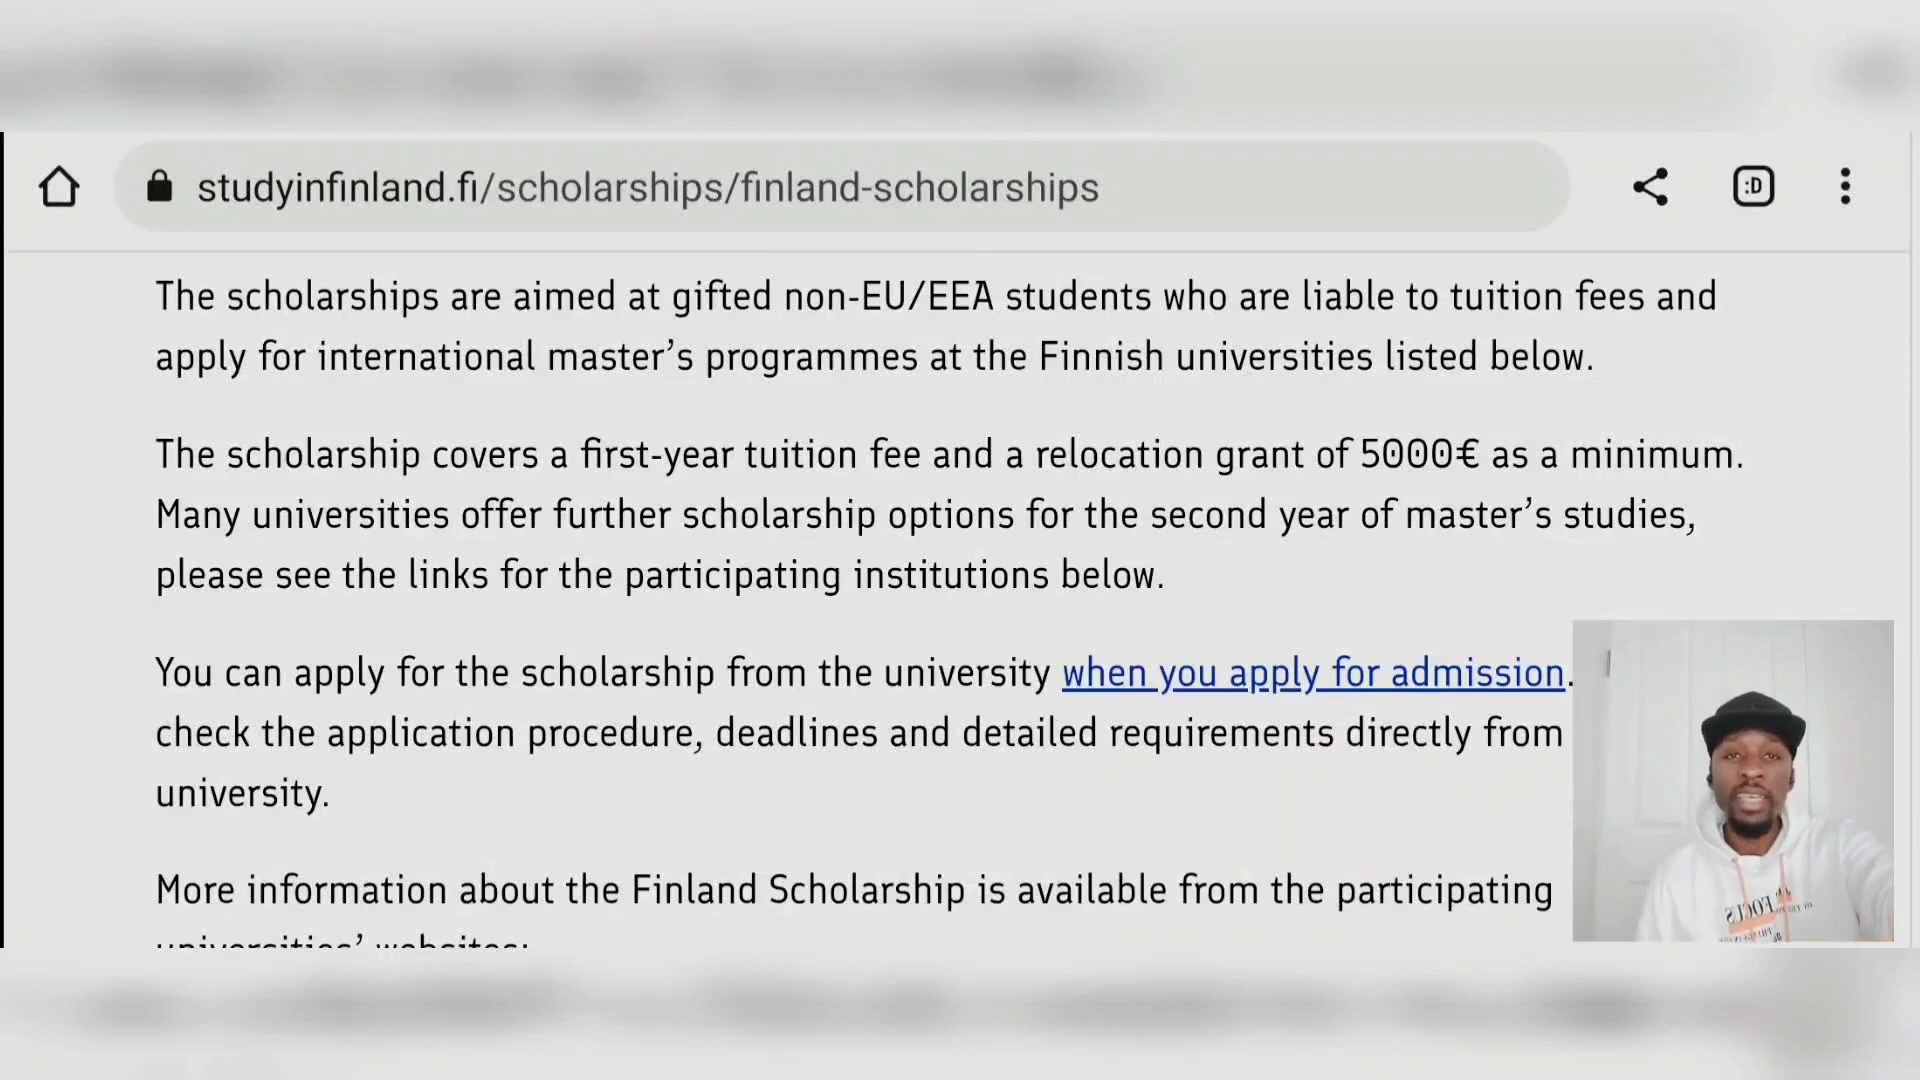 studyinfinland.fi/scholarships/finland-scholarships
:D
The scholarships are aimed at gifted non-EU/EEA students who are liable to tuition fees and
apply for international master’s programmes at the Finnish universities listed below.
The scholarship covers a first-year tuition fee and a relocation grant of 5000€ as a minimum.
Many universities offer further scholarship options for the second year of master’s studies,
please see the links for the participating institutions below.
You can apply for the scholarship from the university when you apply for admission.
check the application procedure, deadlines and detailed requirements directly from
university.
More information about the Finland Scholarship is available from the participating
universities’ websites:
FOCUS